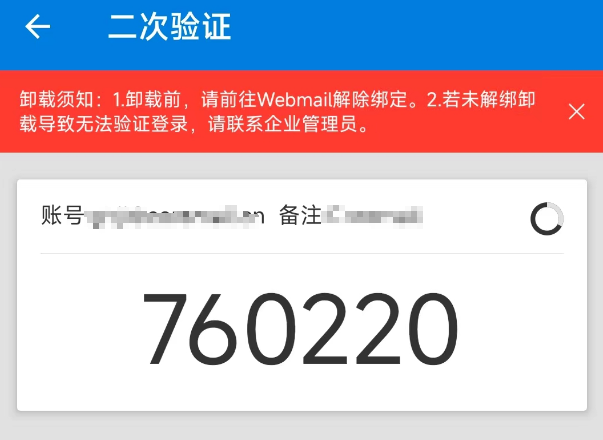 二次验证
卸载须知：1.卸载前，请前往Webmail解除绑定。2.若未解绑卸
载导致无法验证登录，请联系企业管理员。
账号 备注
760220